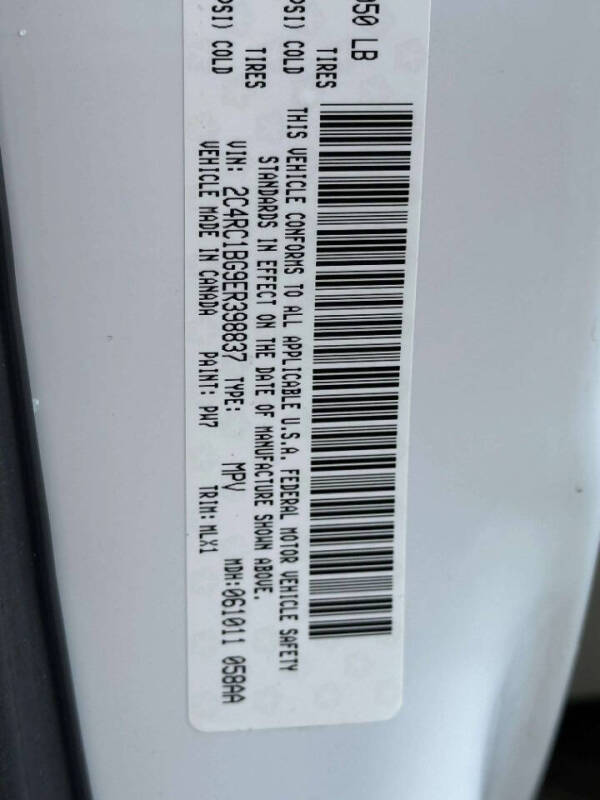 950 LB
TIRES
PSI) COLD
TIRES
PSI) COLD
THIS VEHICLE CONFORMS TO ALL APPLICABLE U.S.A. FEDERAL MOTOR VEHICLE SAFETY
STANDARDS IN EFFECT ON THE DATE OF MANUFACTURE SHOWN ABOVE.
VIN: 2C4RC1BG9ER398837 TYPE: MPV MDH:061011 058AA
VEHICLE MADE IN CANADA PAINT: PW7 TRIM: MLX1